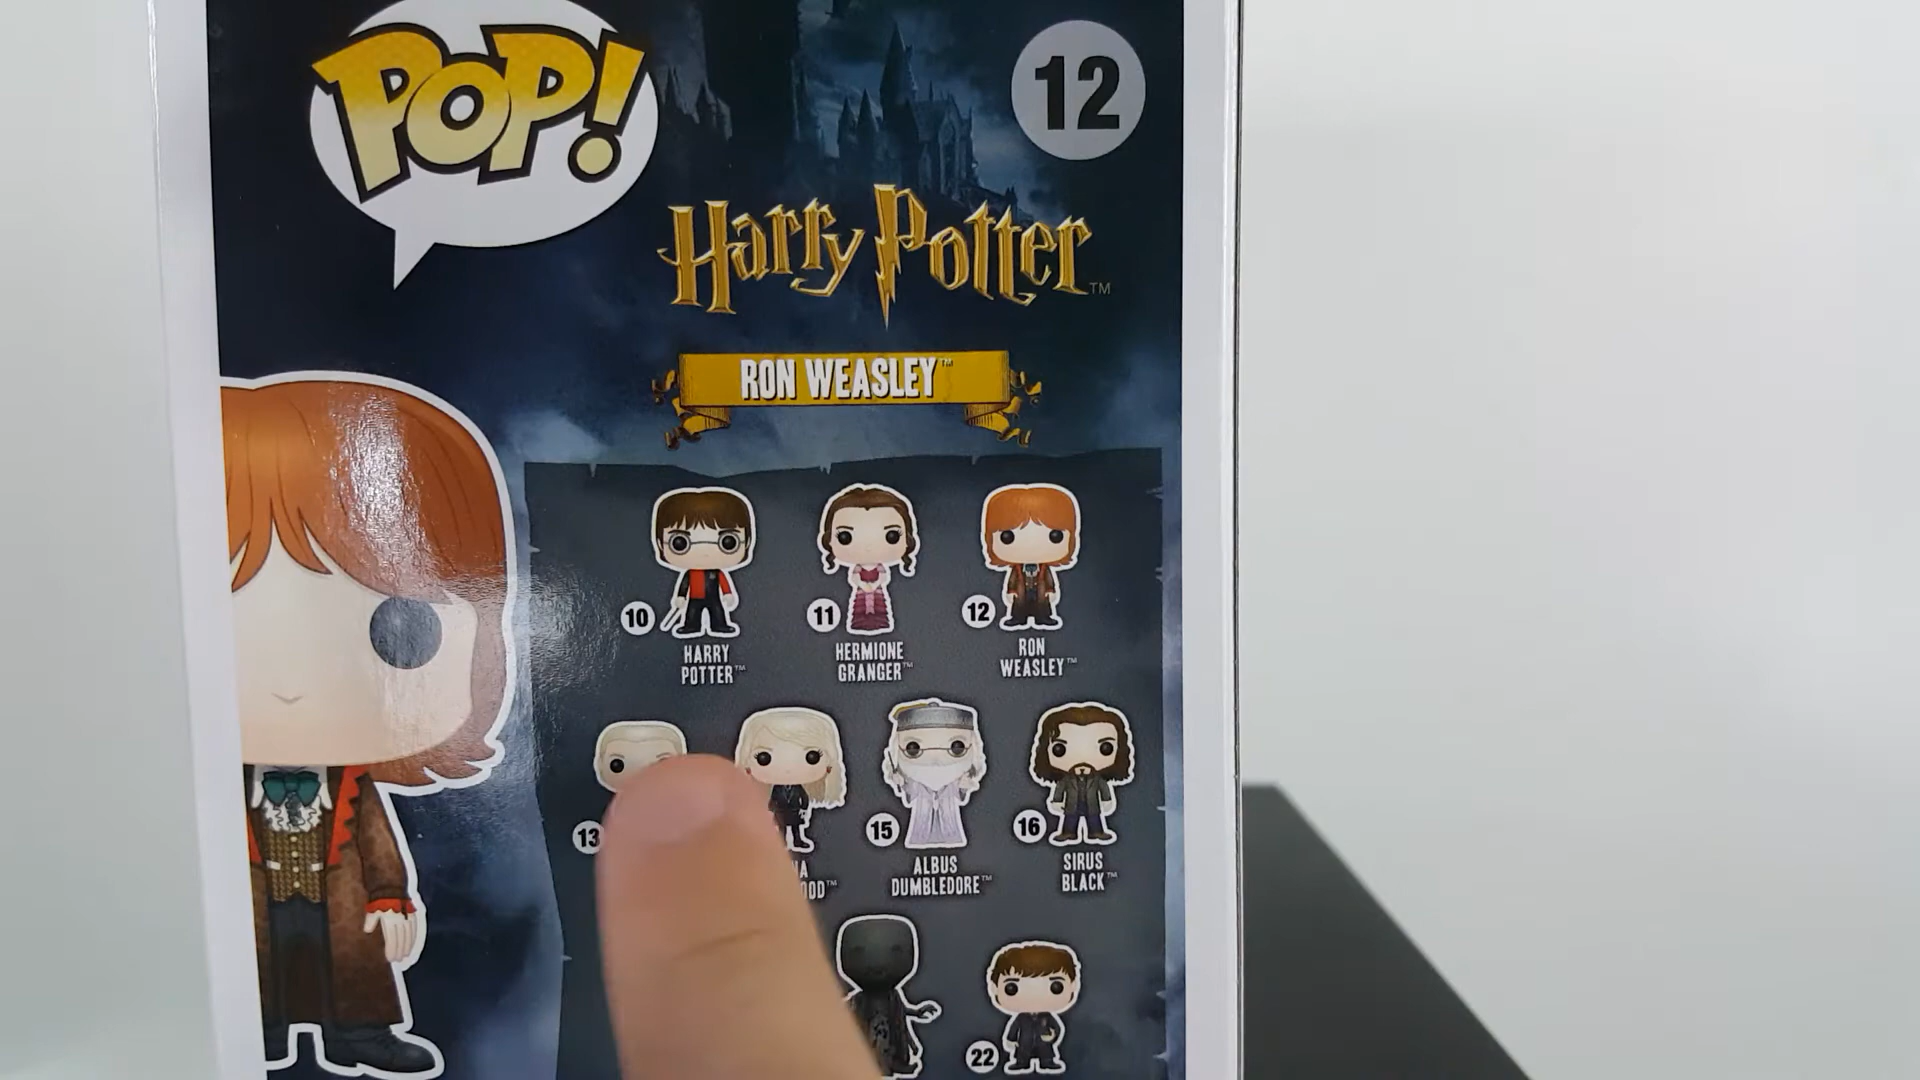 POP!
12
Harry Potter™
RON WEASLEY™
10
HARRY
POTTER™
11
HERMIONE
GRANGER™
12
RON
WEASLEY™
13
15
ALBUS
DUMBLEDORE™
16
SIRUS
BLACK™
22